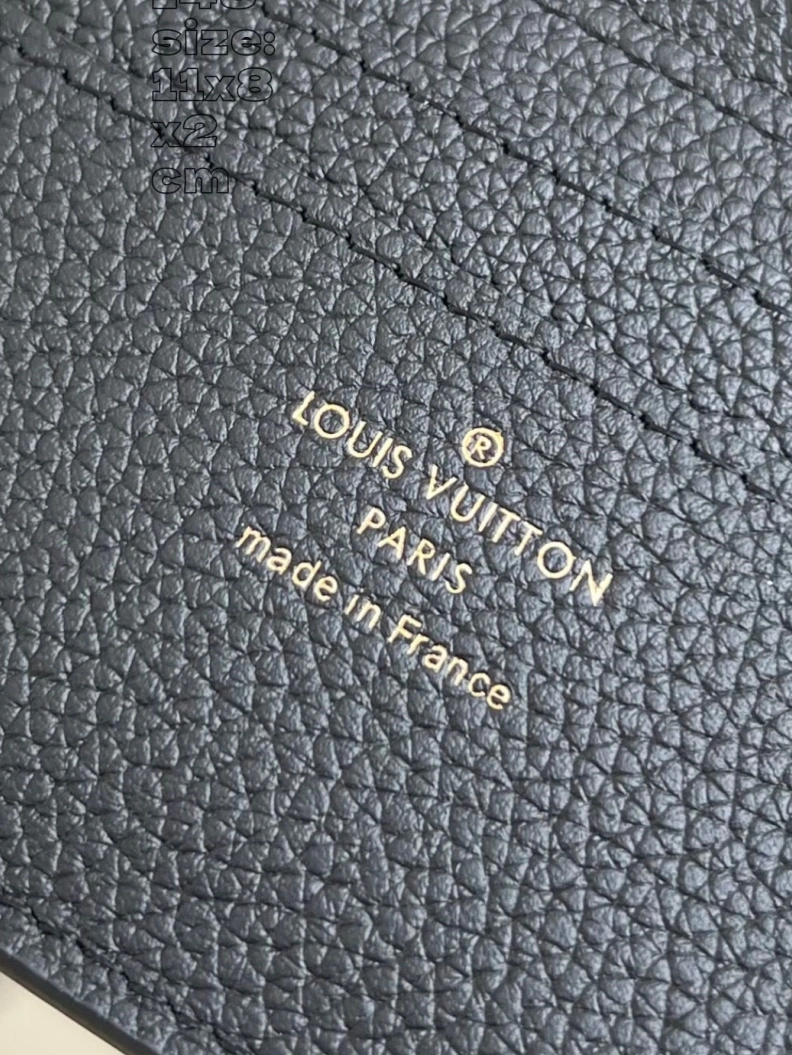 size:
11x8
x2
cm
®
LOUIS VUITTON
PARIS
made in France